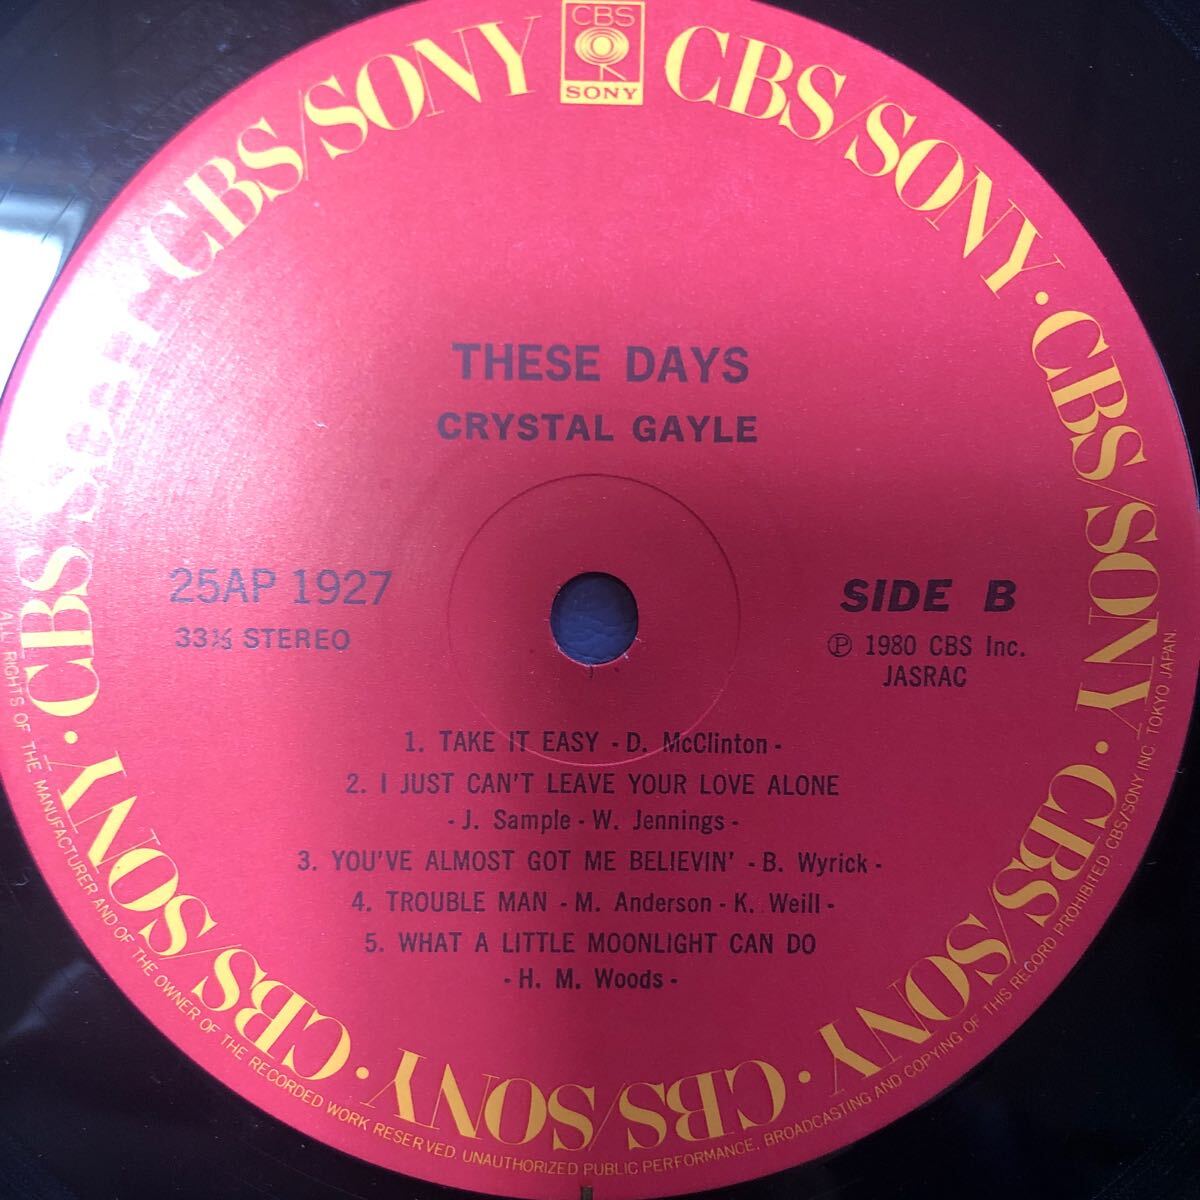 CBS
SONY
CBS/SONY · CBS/SONY · CBS/SONY · CBS/SONY · CBS/SONY · CBS/SONY · CBS/SONY
THESE DAYS
CRYSTAL GAYLE
25AP 1927
33⅓ STEREO
SIDE B
Ⓟ 1980 CBS Inc.
JASRAC
1. TAKE IT EASY - D. McClinton -
2. I JUST CAN'T LEAVE YOUR LOVE ALONE
- J. Sample - W. Jennings -
3. YOU'VE ALMOST GOT ME BELIEVIN' - B. Wyrick -
4. TROUBLE MAN - M. Anderson - K. Weill -
5. WHAT A LITTLE MOONLIGHT CAN DO
- H. M. Woods -
ALL RIGHTS OF THE MANUFACTURER AND OF THE OWNER OF THE RECORDED WORK RESERVED. UNAUTHORIZED PUBLIC PERFORMANCE, BROADCASTING AND COPYING OF THIS RECORD PROHIBITED. CBS/SONY INC. TOKYO JAPAN.